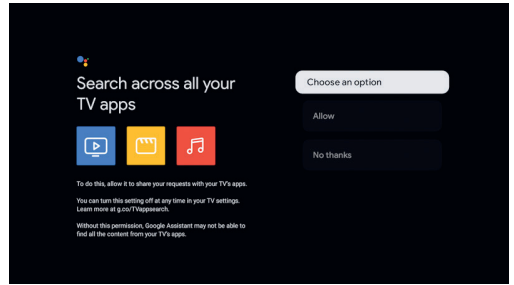 Search across all your
TV apps
To do this, allow it to share your requests with your TV's apps.
You can turn this setting off at any time in your TV settings.
Learn more at g.co/TVappsearch.
Without this permission, Google Assistant may not be able to
find all the content from your TV's apps.
Choose an option
Allow
No thanks